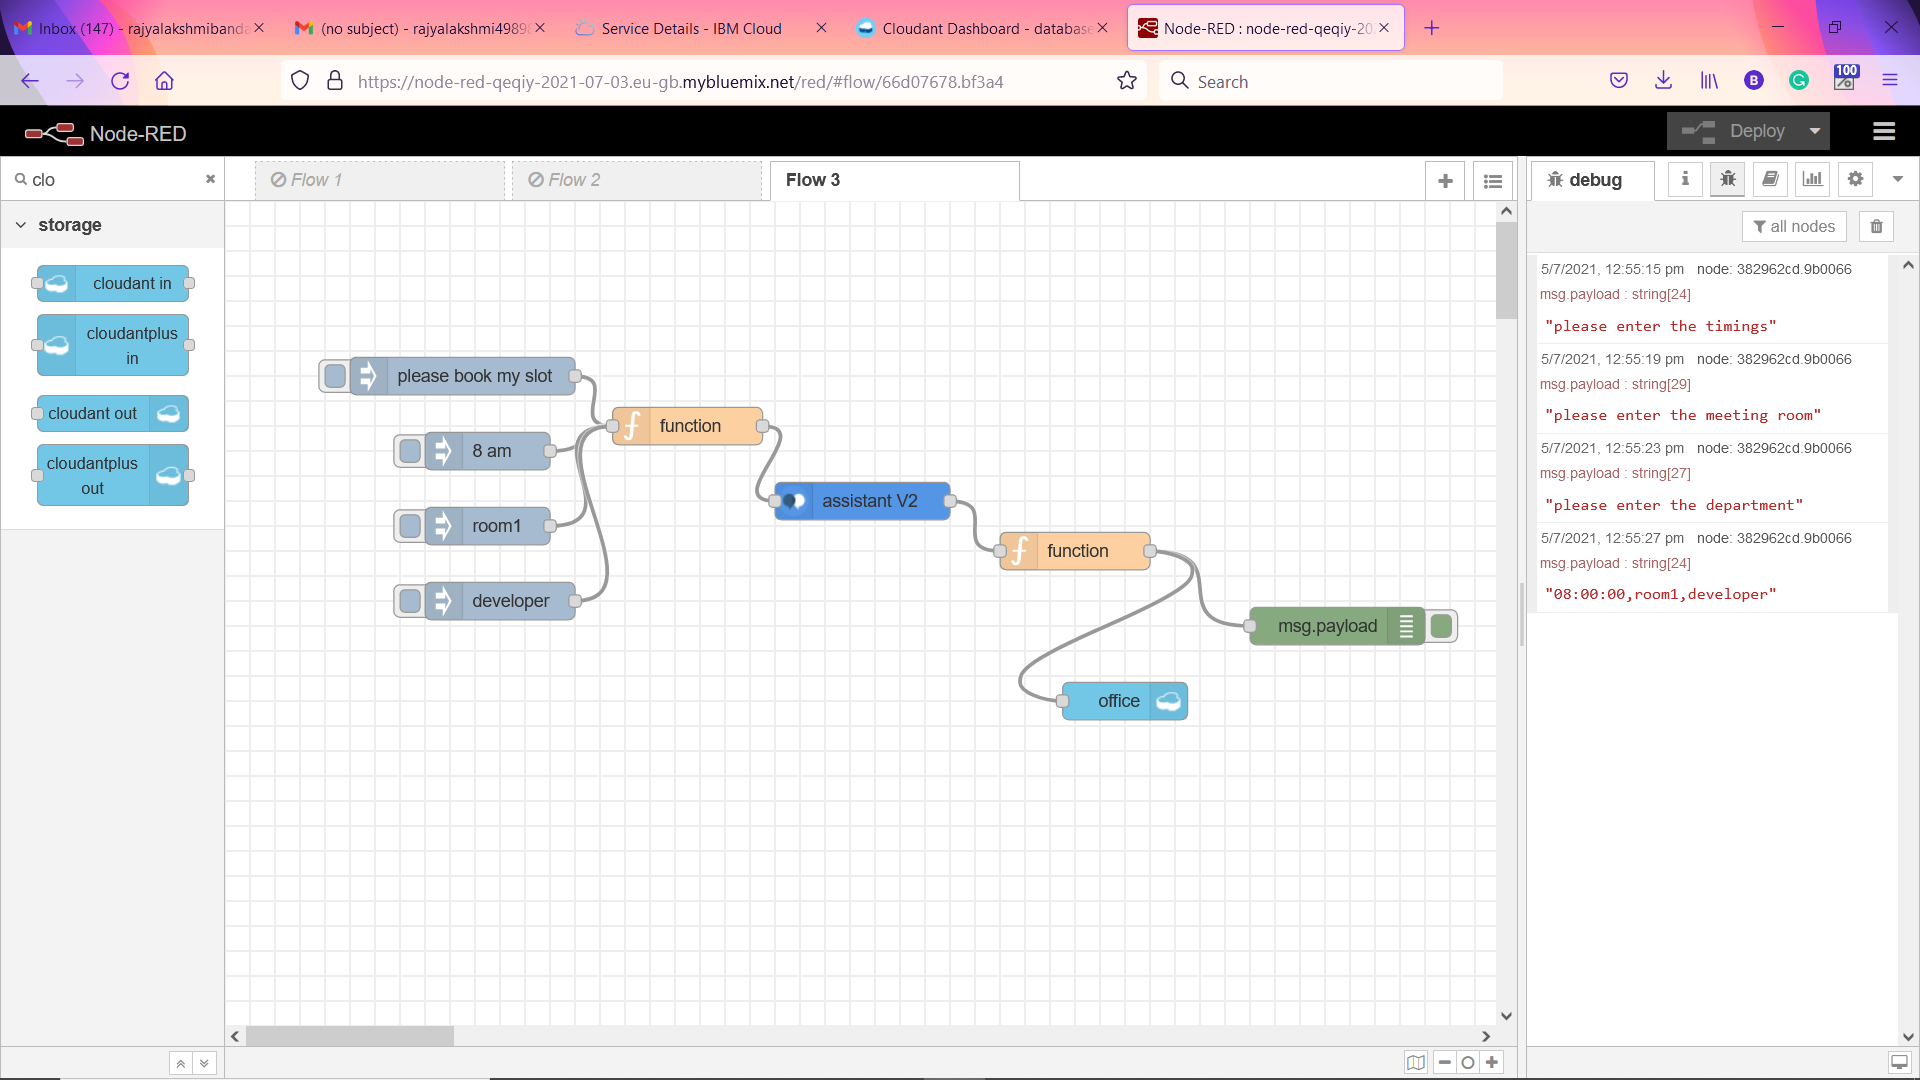 Inbox (147) - rajyalakshmibanda
(no subject) - rajyalakshmi4989
Service Details - IBM Cloud
Cloudant Dashboard - database
Node-RED : node-red-qeqiy-20
https://node-red-qeqiy-2021-07-03.eu-gb.mybluemix.net/red/#flow/66d07678.bf3a4
Search
B
G
100
Node-RED
Deploy
clo
Flow 1
Flow 2
Flow 3
debug
storage
all nodes
cloudant in
cloudantplus
in
cloudant out
cloudantplus
out
please book my slot
8 am
room1
developer
function
assistant V2
function
msg.payload
office
5/7/2021, 12:55:15 pm node: 382962cd.9b0066
msg.payload : string[24]
"please enter the timings"
5/7/2021, 12:55:19 pm node: 382962cd.9b0066
msg.payload : string[29]
"please enter the meeting room"
5/7/2021, 12:55:23 pm node: 382962cd.9b0066
msg.payload : string[27]
"please enter the department"
5/7/2021, 12:55:27 pm node: 382962cd.9b0066
msg.payload : string[24]
"08:00:00,room1,developer"